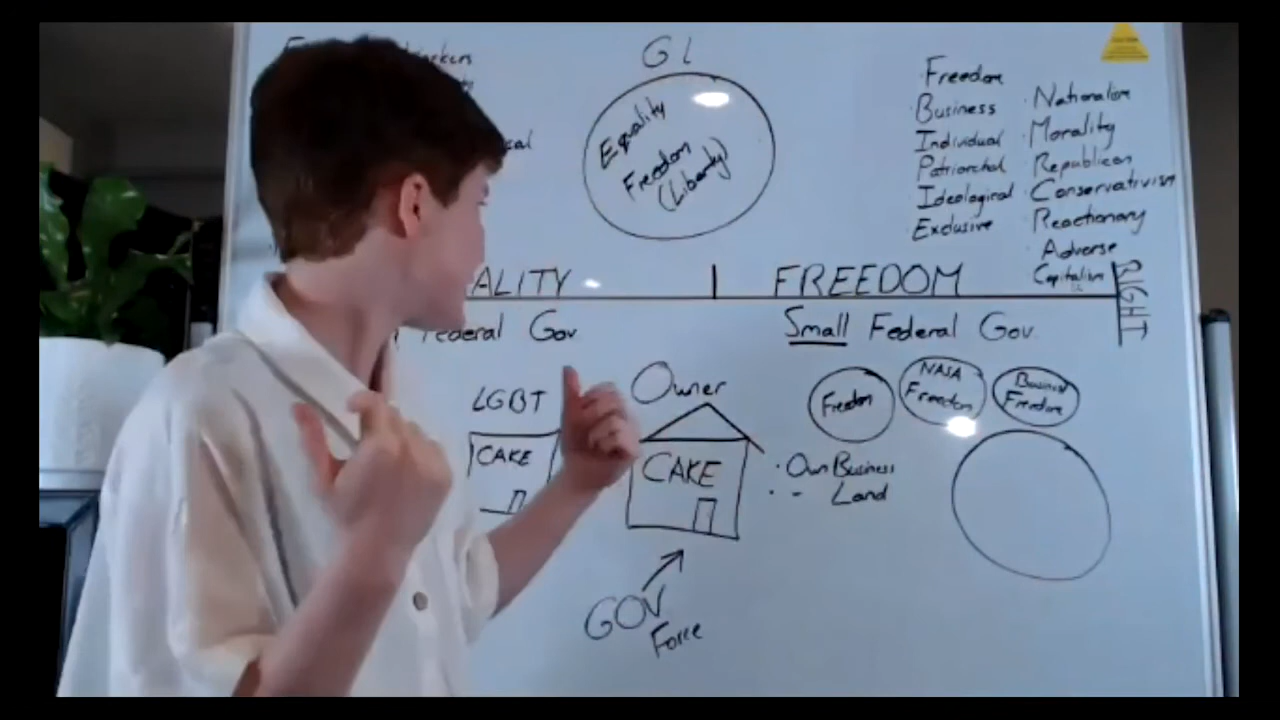 GL
Equality
Freedom
(Liberty)
Freedom
Business
Individual
Patriarchal
Ideological
Exclusive
Nationalism
Morality
Republican
Conservativism
Reactionary
Adverse
Capitalism
ALITY
FREEDOM
RIGHT
Federal Gov.
Small Federal Gov.
LGBT
CAKE
Owner
CAKE
GOV
Force
Freedom
NASA
Freedom
Business
Freedom
Own Business
- Land